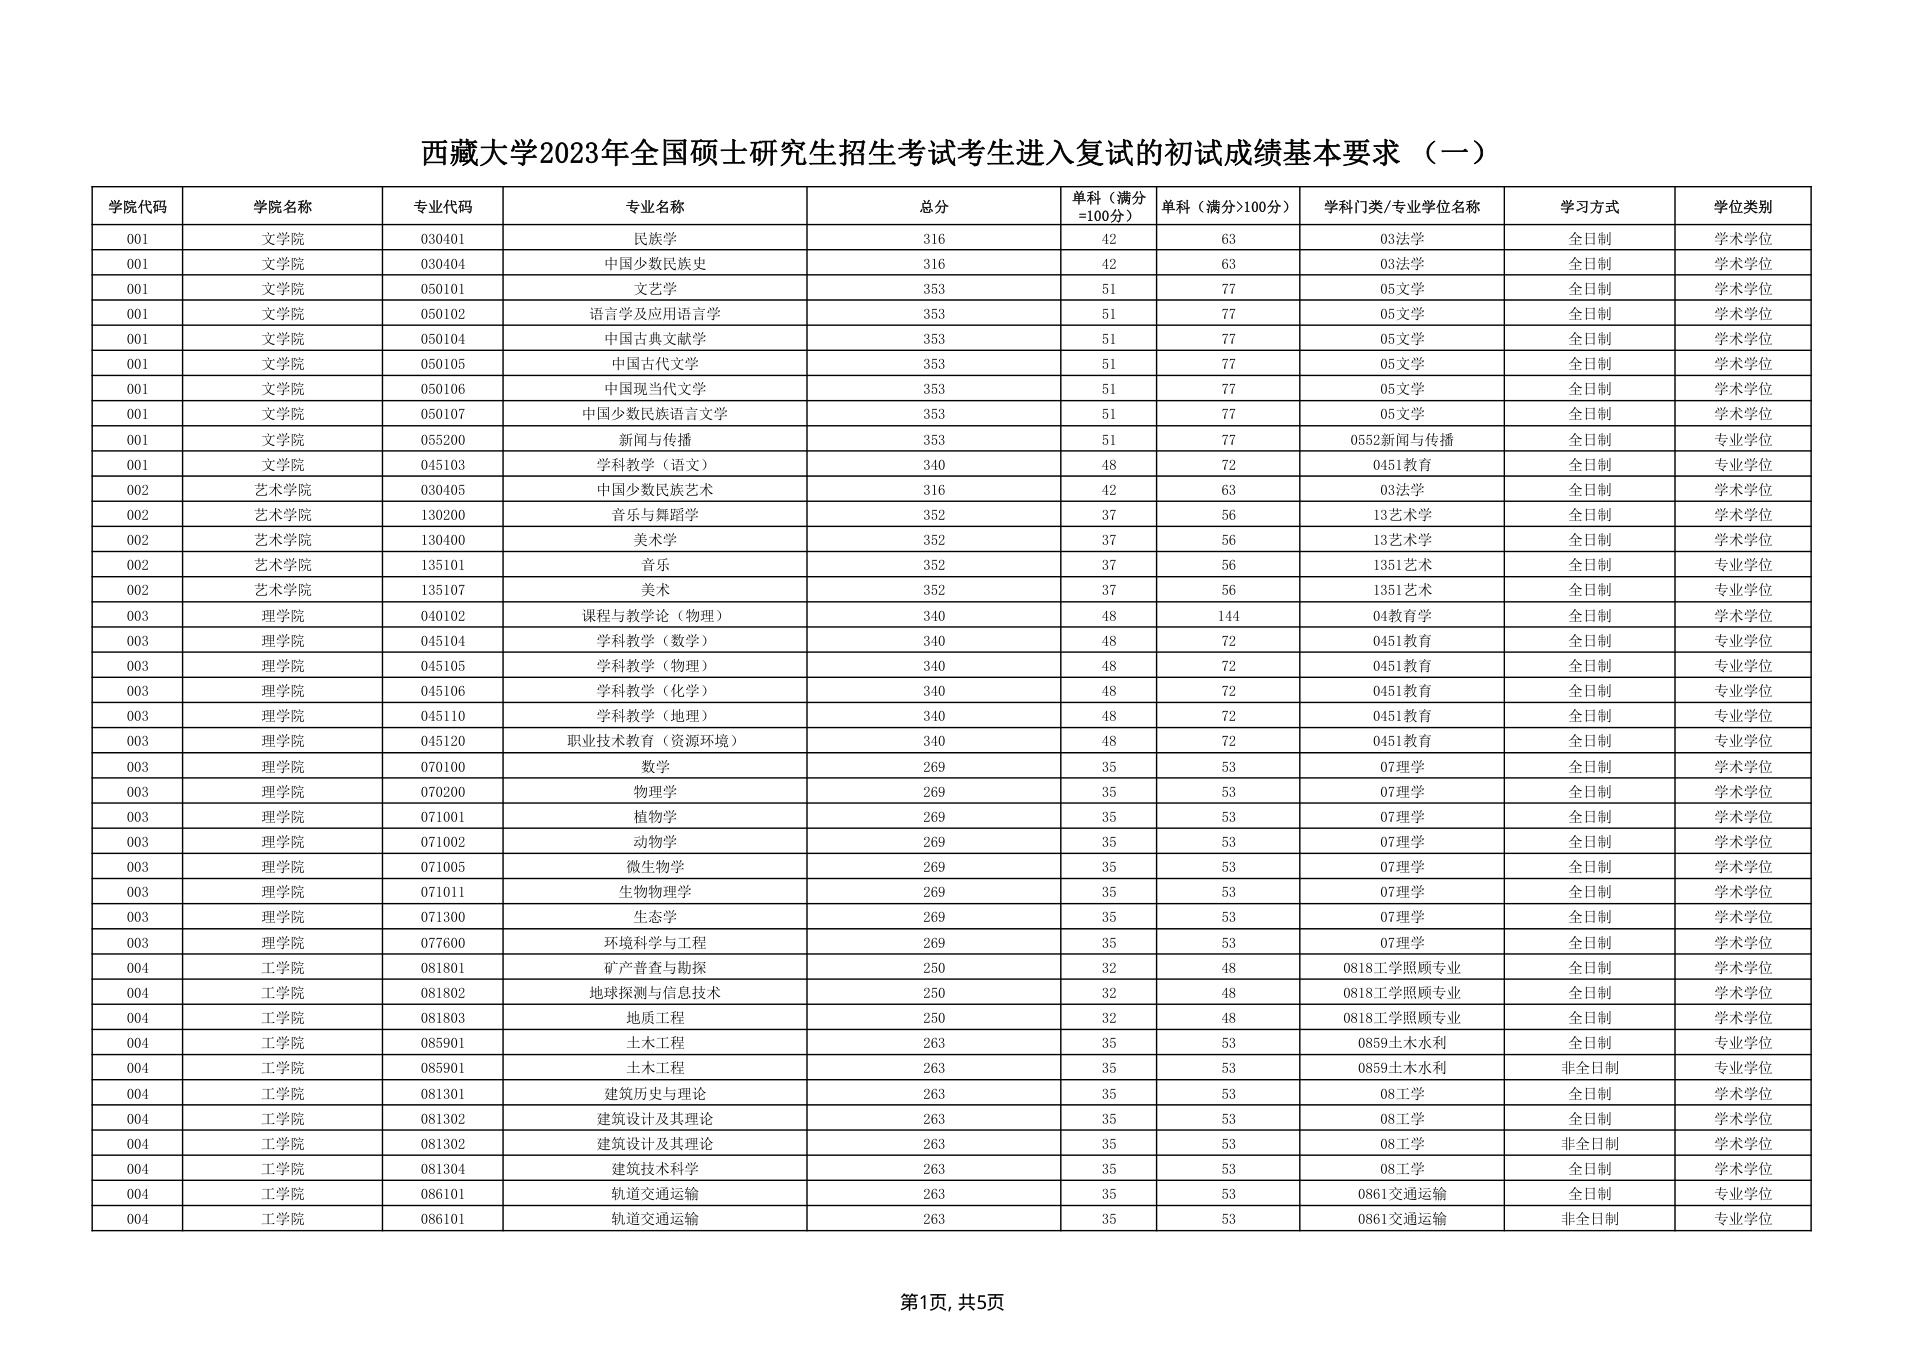 西藏大学2023年全国硕士研究生招生考试考生进入复试的初试成绩基本要求 （一）
学院代码 学院名称 专业代码 专业名称 总分 单科（满分=100分） 单科（满分>100分） 学科门类/专业学位名称 学习方式 学位类别
001 文学院 030401 民族学 316 42 63 03法学 全日制 学术学位
001 文学院 030404 中国少数民族史 316 42 63 03法学 全日制 学术学位
001 文学院 050101 文艺学 353 51 77 05文学 全日制 学术学位
001 文学院 050102 语言学及应用语言学 353 51 77 05文学 全日制 学术学位
001 文学院 050104 中国古典文献学 353 51 77 05文学 全日制 学术学位
001 文学院 050105 中国古代文学 353 51 77 05文学 全日制 学术学位
001 文学院 050106 中国现当代文学 353 51 77 05文学 全日制 学术学位
001 文学院 050107 中国少数民族语言文学 353 51 77 05文学 全日制 学术学位
001 文学院 055200 新闻与传播 353 51 77 0552新闻与传播 全日制 专业学位
001 文学院 045103 学科教学（语文） 340 48 72 0451教育 全日制 专业学位
002 艺术学院 030405 中国少数民族艺术 316 42 63 03法学 全日制 学术学位
002 艺术学院 130200 音乐与舞蹈学 352 37 56 13艺术学 全日制 学术学位
002 艺术学院 130400 美术学 352 37 56 13艺术学 全日制 学术学位
002 艺术学院 135101 音乐 352 37 56 1351艺术 全日制 专业学位
002 艺术学院 135107 美术 352 37 56 1351艺术 全日制 专业学位
003 理学院 040102 课程与教学论（物理） 340 48 144 04教育学 全日制 学术学位
003 理学院 045104 学科教学（数学） 340 48 72 0451教育 全日制 专业学位
003 理学院 045105 学科教学（物理） 340 48 72 0451教育 全日制 专业学位
003 理学院 045106 学科教学（化学） 340 48 72 0451教育 全日制 专业学位
003 理学院 045110 学科教学（地理） 340 48 72 0451教育 全日制 专业学位
003 理学院 045120 职业技术教育（资源环境） 340 48 72 0451教育 全日制 专业学位
003 理学院 070100 数学 269 35 53 07理学 全日制 学术学位
003 理学院 070200 物理学 269 35 53 07理学 全日制 学术学位
003 理学院 071001 植物学 269 35 53 07理学 全日制 学术学位
003 理学院 071002 动物学 269 35 53 07理学 全日制 学术学位
003 理学院 071005 微生物学 269 35 53 07理学 全日制 学术学位
003 理学院 071011 生物物理学 269 35 53 07理学 全日制 学术学位
003 理学院 071300 生态学 269 35 53 07理学 全日制 学术学位
003 理学院 077600 环境科学与工程 269 35 53 07理学 全日制 学术学位
004 工学院 081801 矿产普查与勘探 250 32 48 0818工学照顾专业 全日制 学术学位
004 工学院 081802 地球探测与信息技术 250 32 48 0818工学照顾专业 全日制 学术学位
004 工学院 081803 地质工程 250 32 48 0818工学照顾专业 全日制 学术学位
004 工学院 085901 土木工程 263 35 53 0859土木水利 全日制 专业学位
004 工学院 085901 土木工程 263 35 53 0859土木水利 非全日制 专业学位
004 工学院 081301 建筑历史与理论 263 35 53 08工学 全日制 学术学位
004 工学院 081302 建筑设计及其理论 263 35 53 08工学 全日制 学术学位
004 工学院 081302 建筑设计及其理论 263 35 53 08工学 非全日制 学术学位
004 工学院 081304 建筑技术科学 263 35 53 08工学 全日制 学术学位
004 工学院 086101 轨道交通运输 263 35 53 0861交通运输 全日制 专业学位
004 工学院 086101 轨道交通运输 263 35 53 0861交通运输 非全日制 专业学位
第1页, 共5页